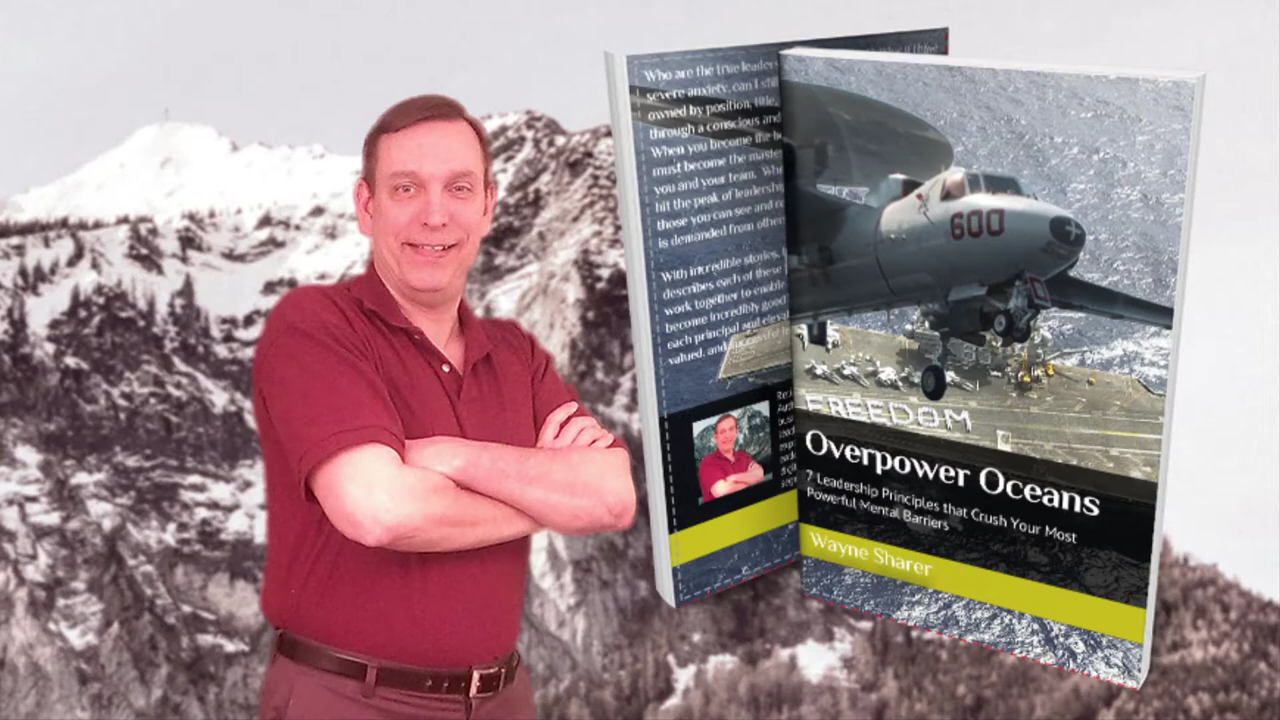 Who are the true leaders
severe anxiety, can I still
owned by position, title,
through a conscious and
When you become the
must become the master
you and your team. Whe
hit the peak of leadership
those you can see and
is demanded from others
With incredible stories,
describes each of these
work together to enable
become incredibly good
each principal and eleva
valued, and successful
600
FREEDOM
Overpower Oceans
7 Leadership Principles that Crush Your Most
Powerful Mental Barriers
Wayne Sharer